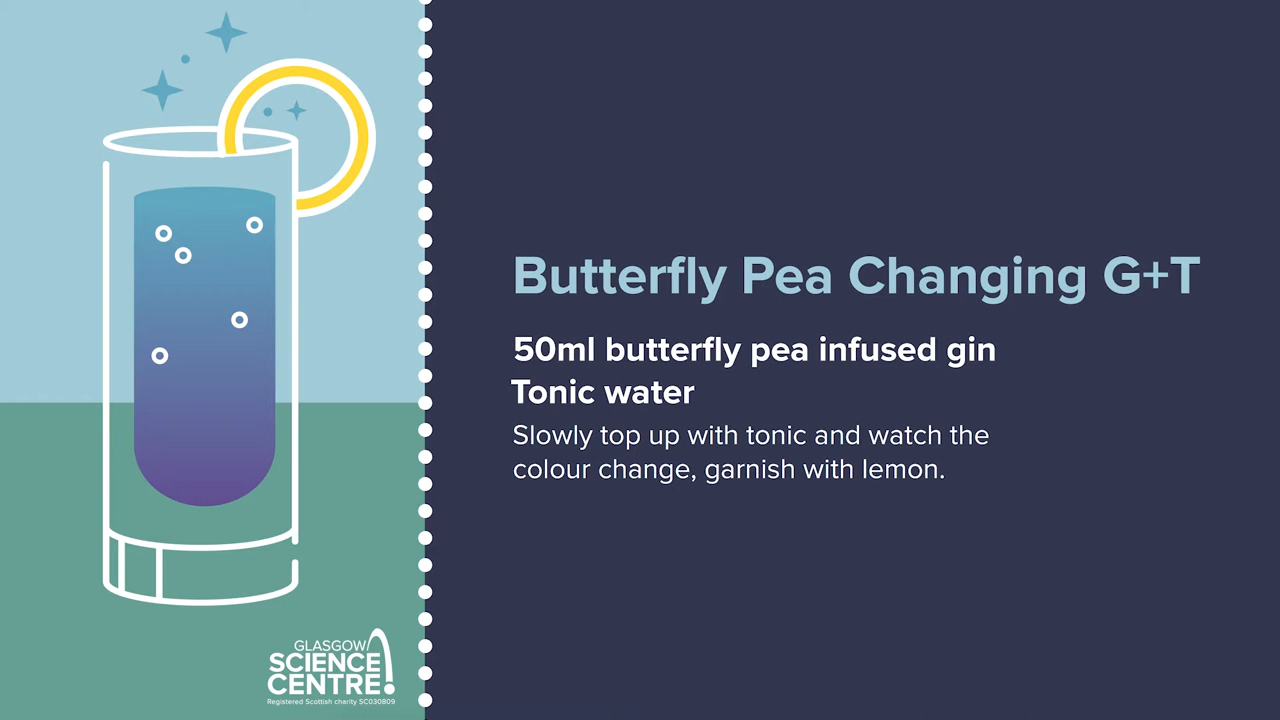 Butterfly Pea Changing G+T
50ml butterfly pea infused gin
Tonic water
Slowly top up with tonic and watch the
colour change, garnish with lemon.
GLASGOW
SCIENCE
CENTRE!
Registered Scottish charity SC030809